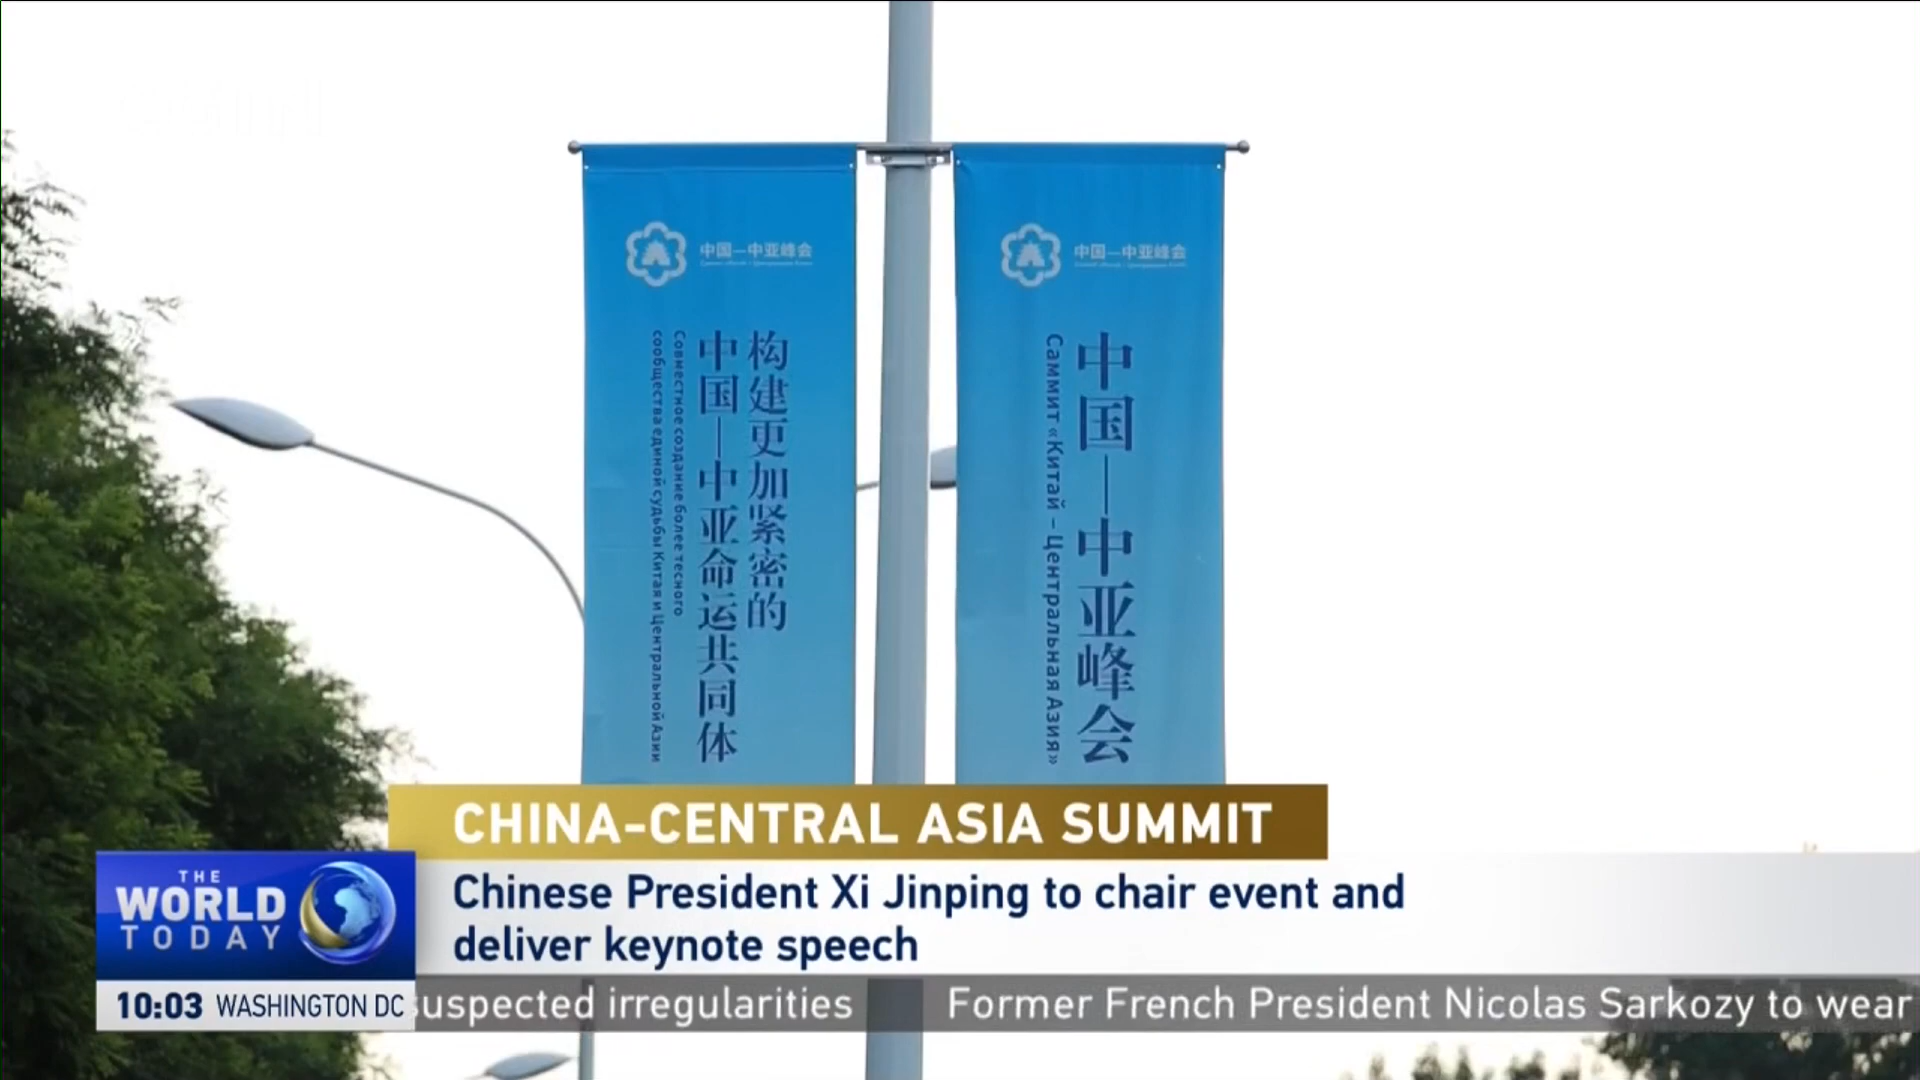 中国—中亚峰会
构建更加紧密的
中国—中亚命运共同体
Совместное создание более тесного
сообщества единой судьбы Китая и Центральной Азии
中国—中亚峰会
中国—中亚峰会
Саммит «Китай – Центральная Азия»
CHINA-CENTRAL ASIA SUMMIT
Chinese President Xi Jinping to chair event and
deliver keynote speech
THE
WORLD
TODAY
10:03 WASHINGTON DC
suspected irregularities Former French President Nicolas Sarkozy to wear